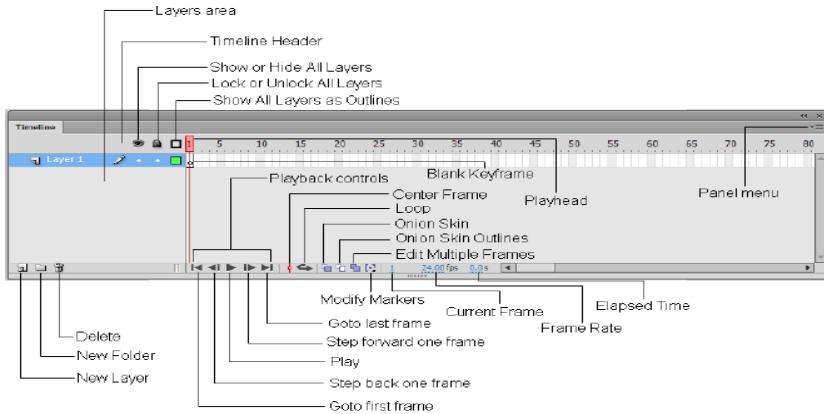 Layers area
Timeline Header
Show or Hide All Layers
Lock or Unlock All Layers
Show All Layers as Outlines
Timeline
1 5 10 15 20 25 30 35 40 45 50 55 60 65 70 75 80
Layer 1
Blank Keyframe
Playback controls
Center Frame
Playhead
Panel menu
Loop
Onion Skin
Onion Skin Outlines
Edit Multiple Frames
1 24.00 fps 0.0 s
Modify Markers
Current Frame
Elapsed Time
Goto last frame
Frame Rate
Delete
Step forward one frame
New Folder
Play
New Layer
Step back one frame
Goto first frame